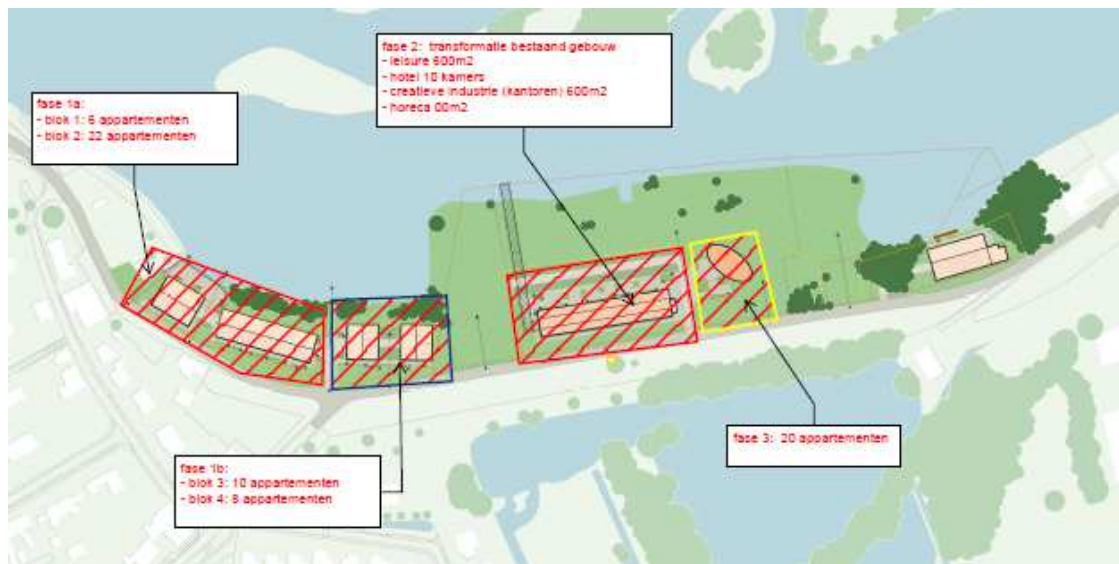 fase 2: transformatie bestaand gebouw
- leisure 600m2
- hotel 10 kamers
- creatieve industrie (kantoren) 600m2
- horeca 00m2
fase 1a:
- blok 1: 6 appartementen
- blok 2: 22 appartementen
fase 3: 20 appartementen
fase 1b:
- blok 3: 10 appartementen
- blok 4: 8 appartementen